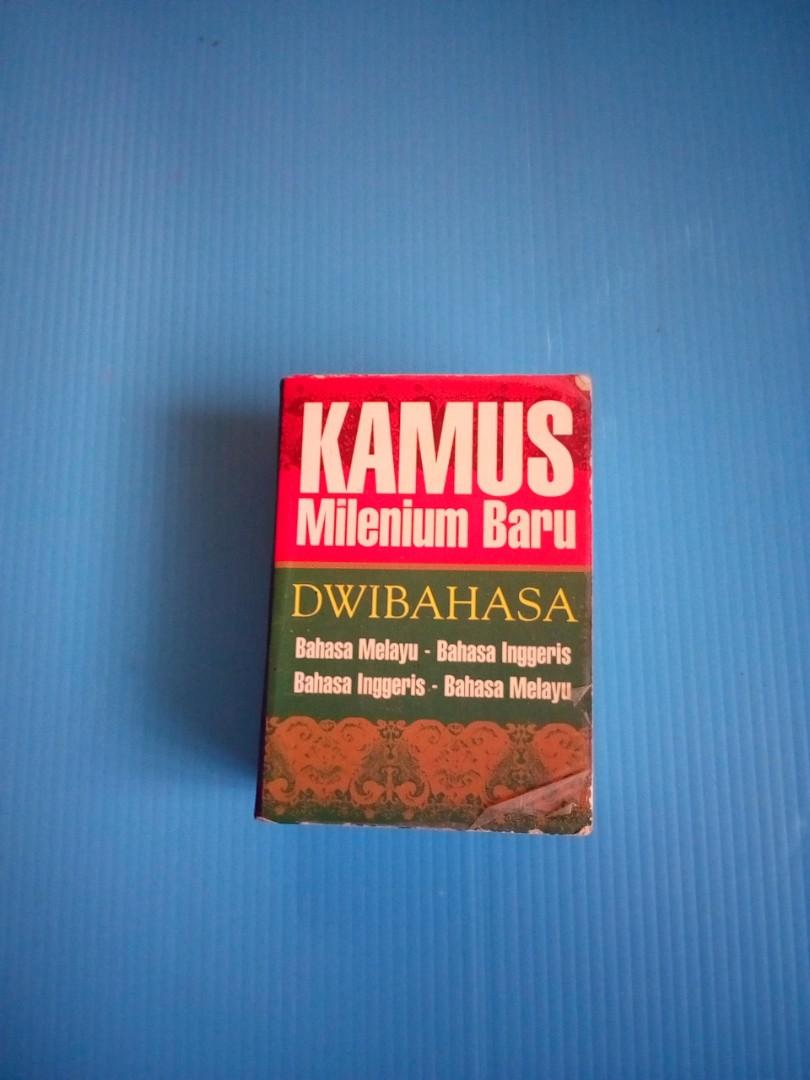 KAMUS
Milenium Baru
DWIBAHASA
Bahasa Melayu - Bahasa Inggeris
Bahasa Inggeris - Bahasa Melayu